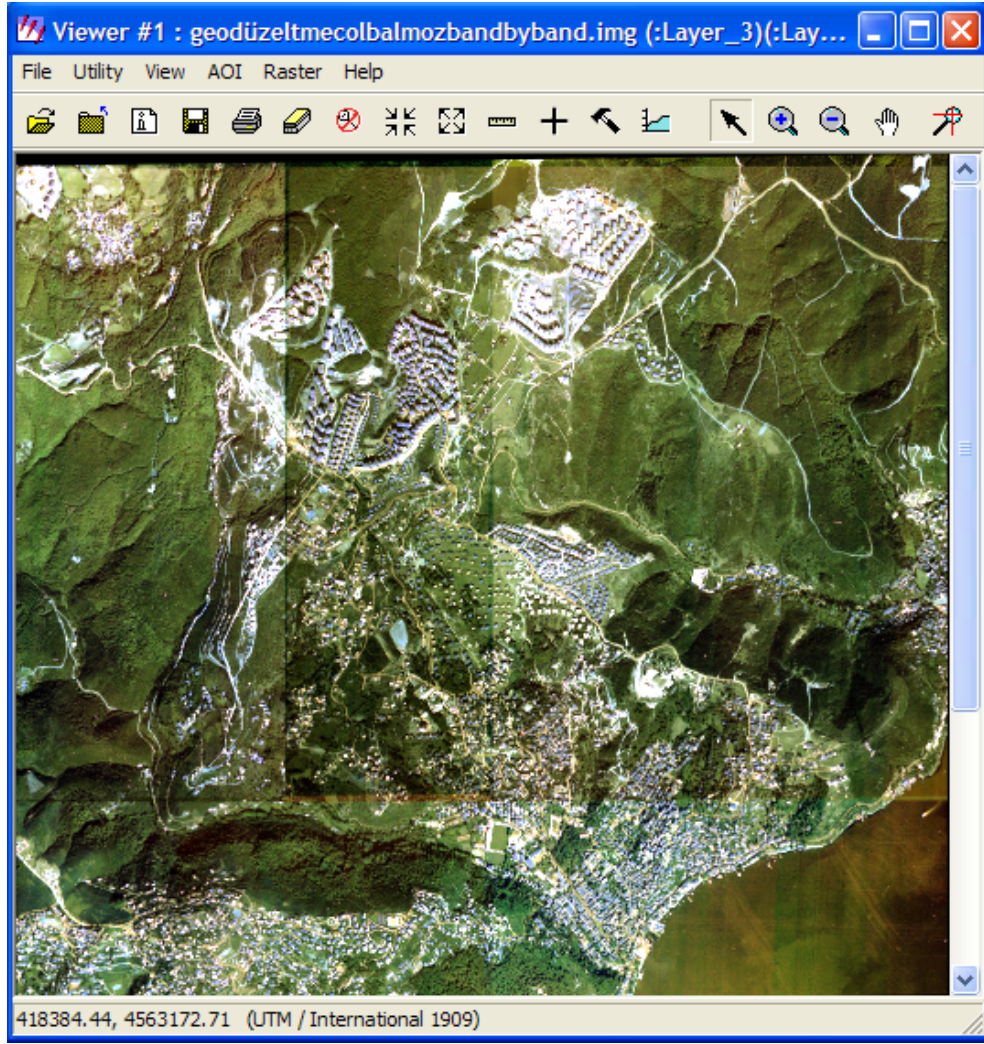 Viewer #1 : geodüzeltmecolbalmozbandbyband.img (:Layer_3)(:Lay...
File Utility View AOI Raster Help
418384.44, 4563172.71 (UTM / International 1909)